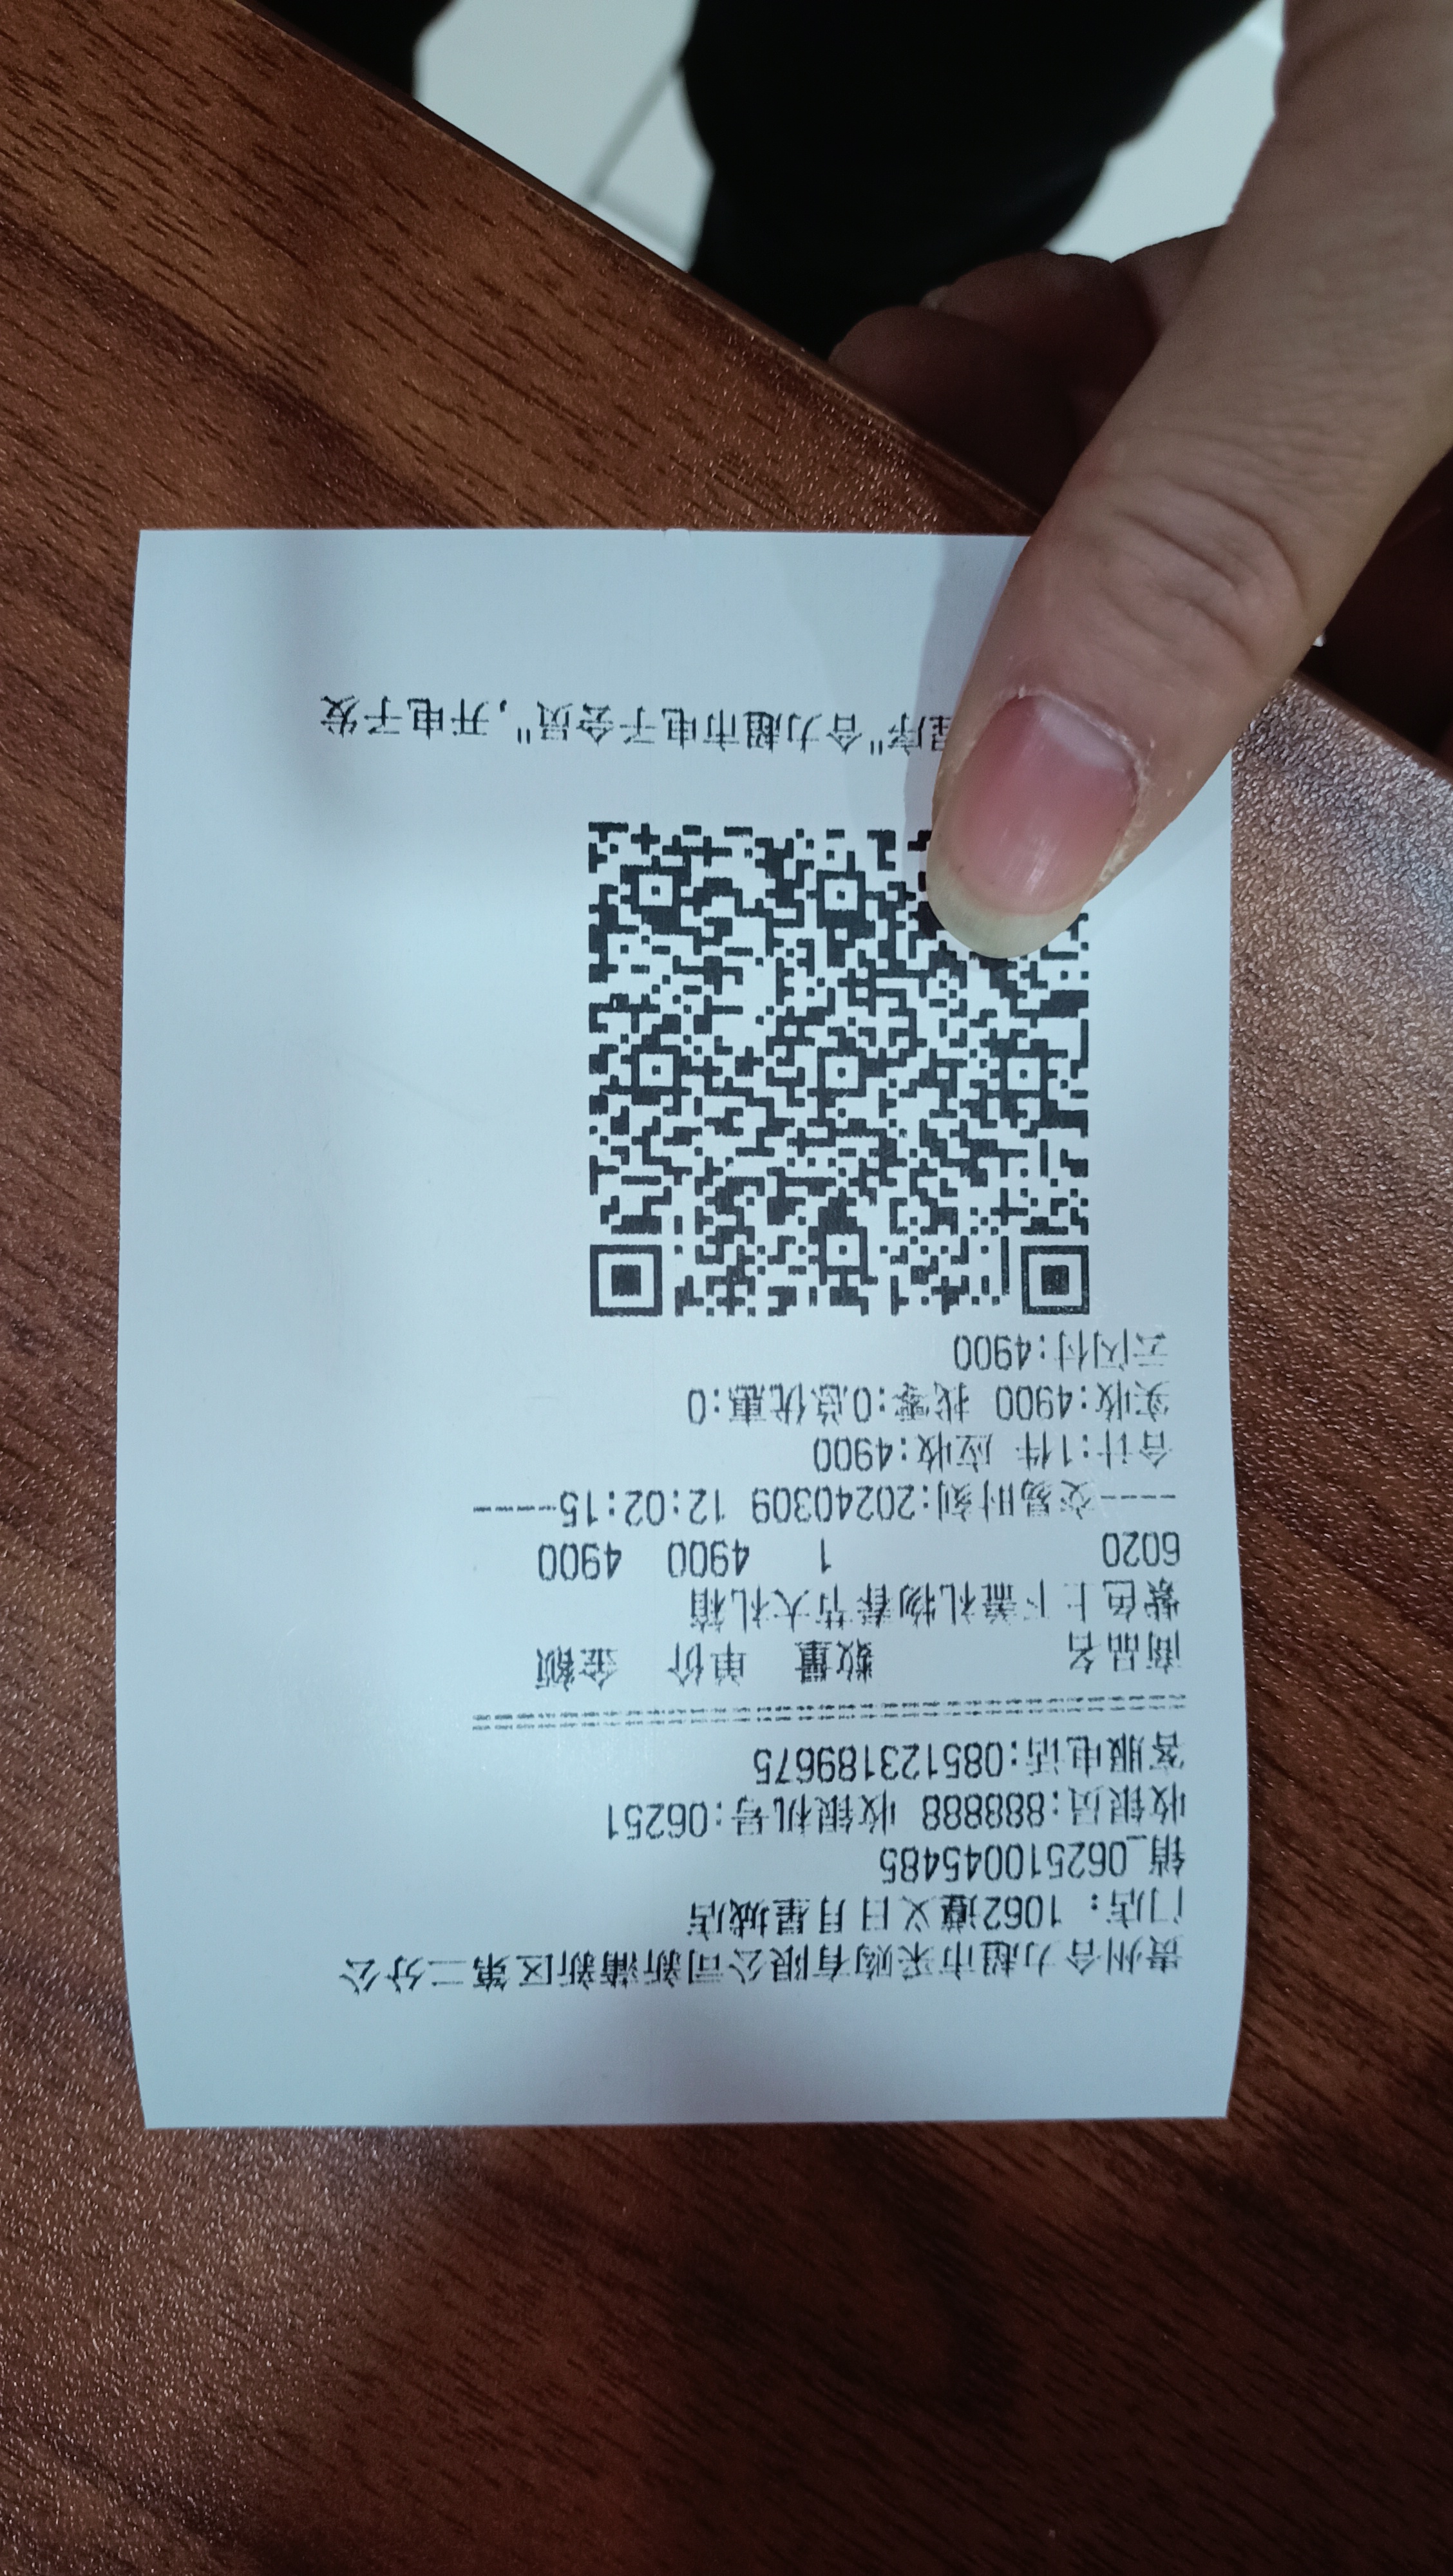 贵州合力超市采购有限公司新蒲新区第二分公
门店: 1062遵义日月星城店
销_062510045485
收银员:888888 收银机号:06251
客服电话:085123189675
商品名 数量 单价 金额
紫色上下盖礼物春节大礼箱
6020 1 4900 4900
----交易时刻:20240309 12:02:15-----
合计:1件 应收:4900
实收:4900 找零:0总优惠:0
云闪付:4900
程序"合力超市电子会员",开电子发